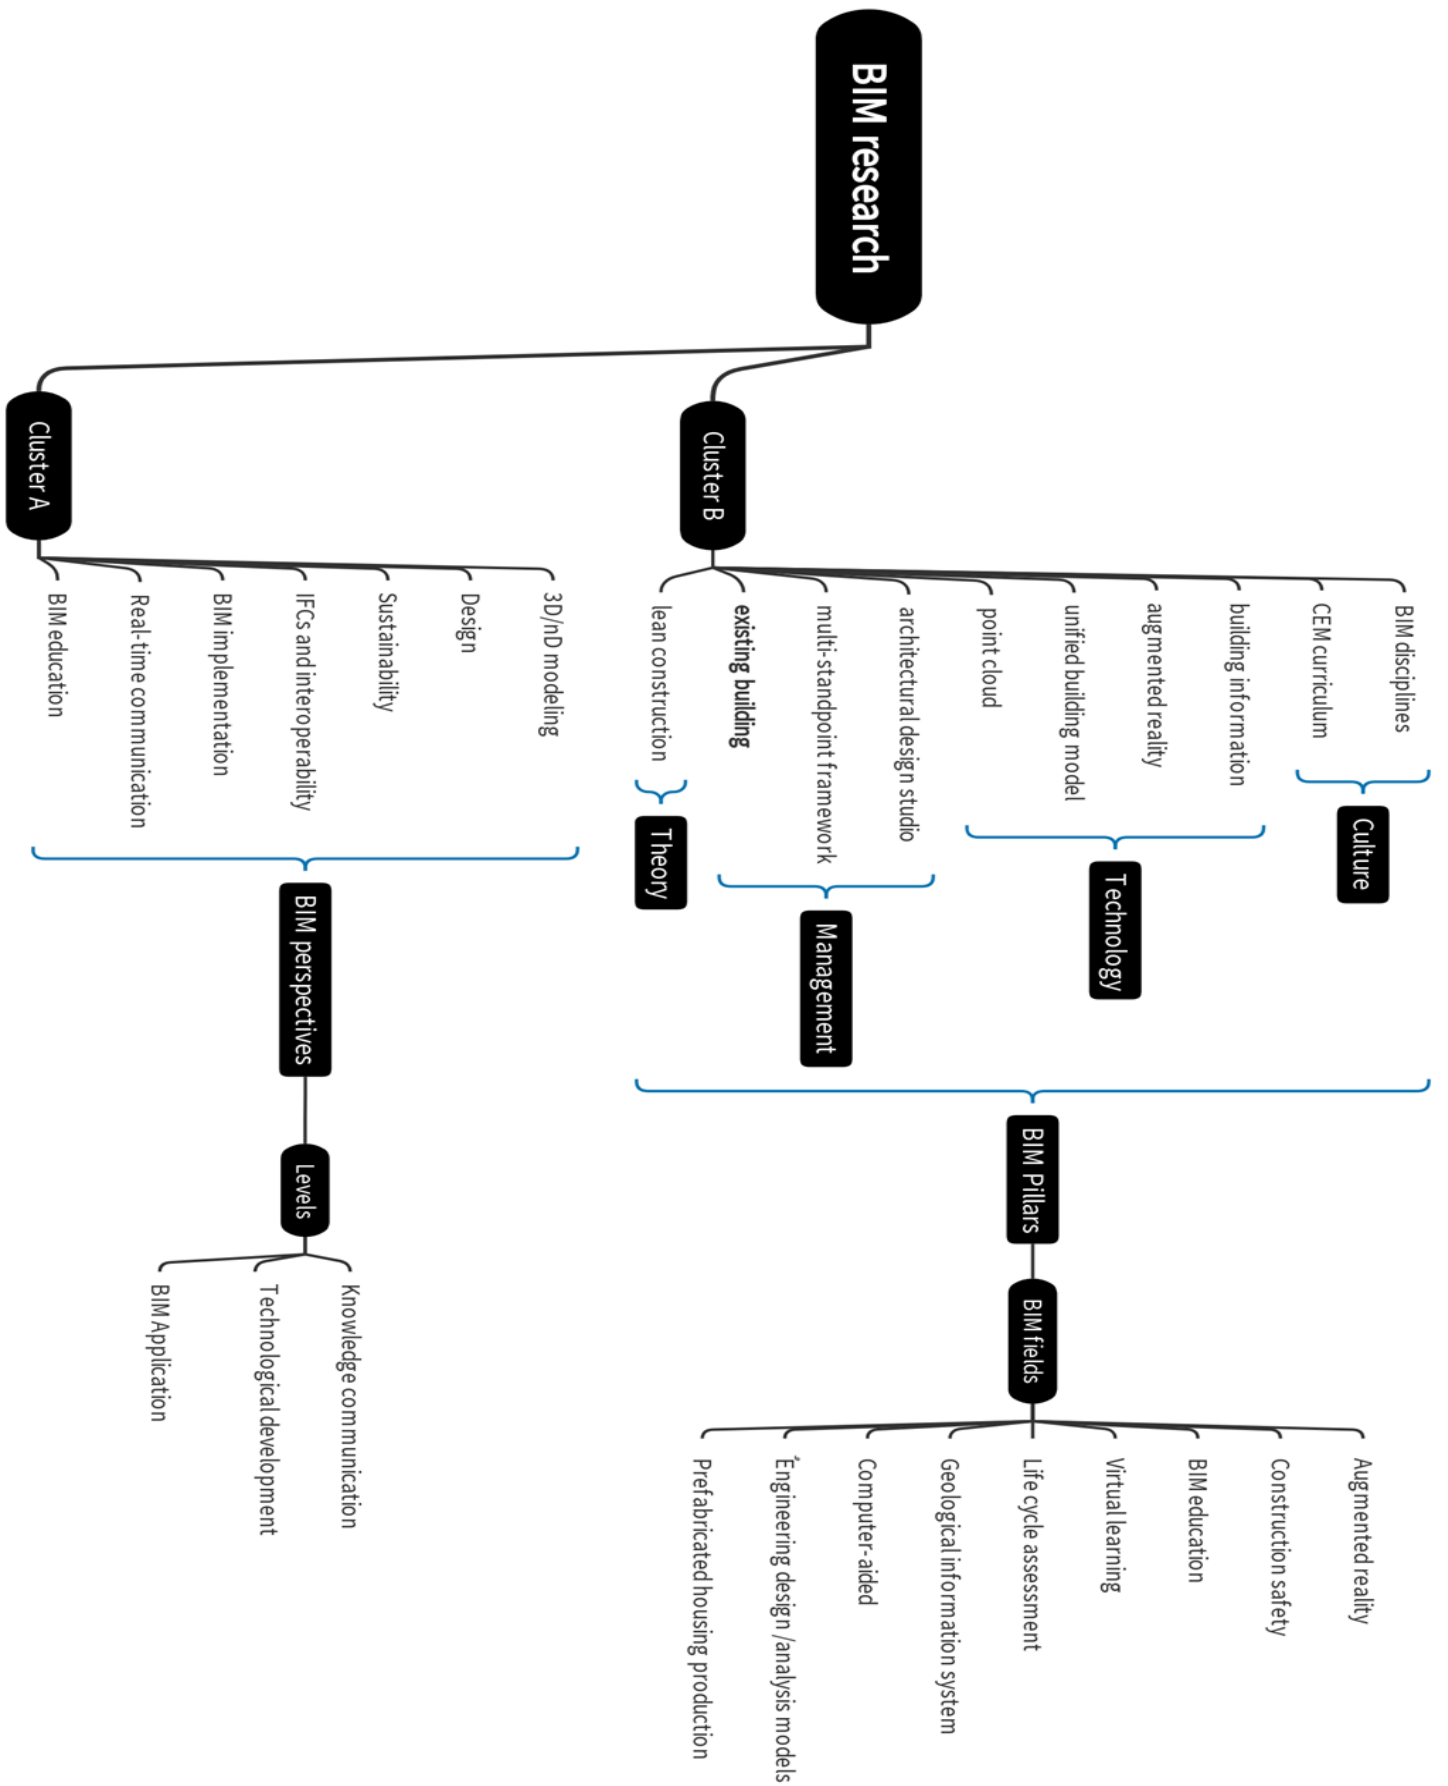 BIM research
Cluster B
BIM disciplines
CEM curriculum
Culture
building information
augmented reality
unified building model
point cloud
Technology
architectural design studio
multi-standpoint framework
existing building
Management
lean construction
Theory
BIM Pillars
BIM fields
Augmented reality
Construction safety
BIM education
Virtual learning
Life cycle assessment
Geological information system
Computer-aided
Engineering design /analysis models
Prefabricated housing production
Cluster A
3D/nD modeling
Design
Sustainability
IFCs and interoperability
BIM implementation
Real-time communication
BIM education
BIM perspectives
Levels
Knowledge communication
Technological development
BIM Application